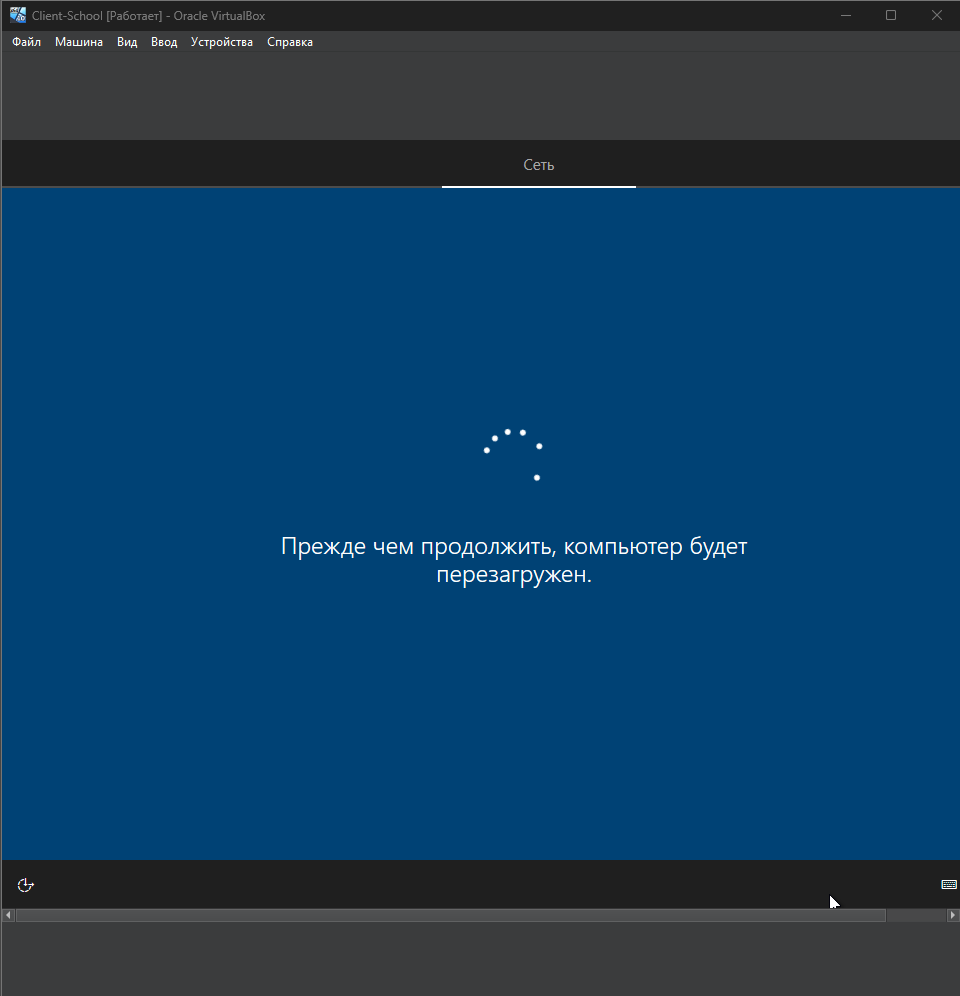 Client-School [Работает] - Oracle VirtualBox
Файл Машина Вид Ввод Устройства Справка
Сеть
Прежде чем продолжить, компьютер будет
перезагружен.